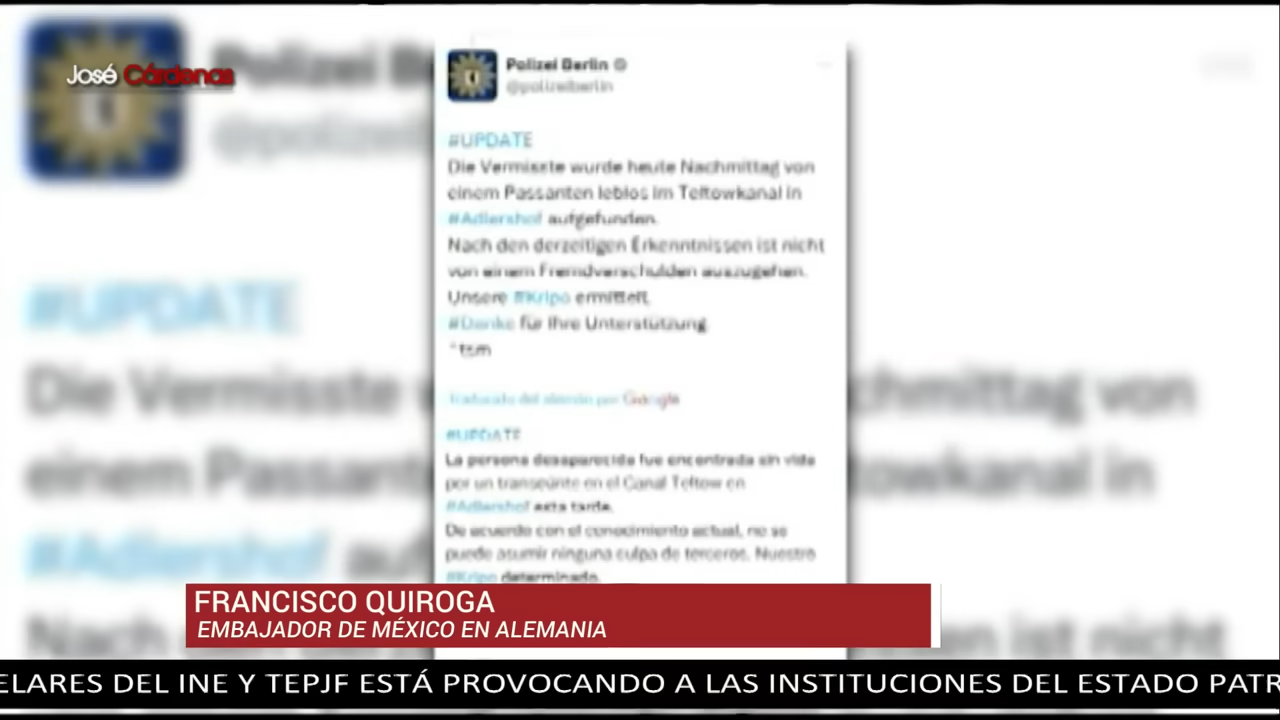 José Cárdenas
Polizei Berlin
@polizeiberlin
#UPDATE
Die Vermisste wurde heute Nachmittag von
einem Passanten leblos im Teltowkanal in
#Adlershof aufgefunden.
Nach den derzeitigen Erkenntnissen ist nicht
von einem Fremdverschulden auszugehen.
Unsere #Kripo ermittelt.
#Danke für Ihre Unterstützung
^tsm
Traducido del alemán por Google
#UPDATE
La persona desaparecida fue encontrada sin vida
por un transeúnte en el Canal Teltow en
#Adlershof esta tarde.
De acuerdo con el conocimiento actual, no se
puede asumir ninguna culpa de terceros. Nuestro
#Kripo determinado.
FRANCISCO QUIROGA
EMBAJADOR DE MÉXICO EN ALEMANIA
ELARES DEL INE Y TEPJF ESTÁ PROVOCANDO A LAS INSTITUCIONES DEL ESTADO PATR